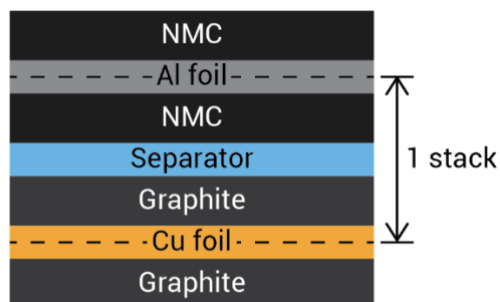 NMC
Al foil
NMC
Separator
1 stack
Graphite
Cu foil
Graphite